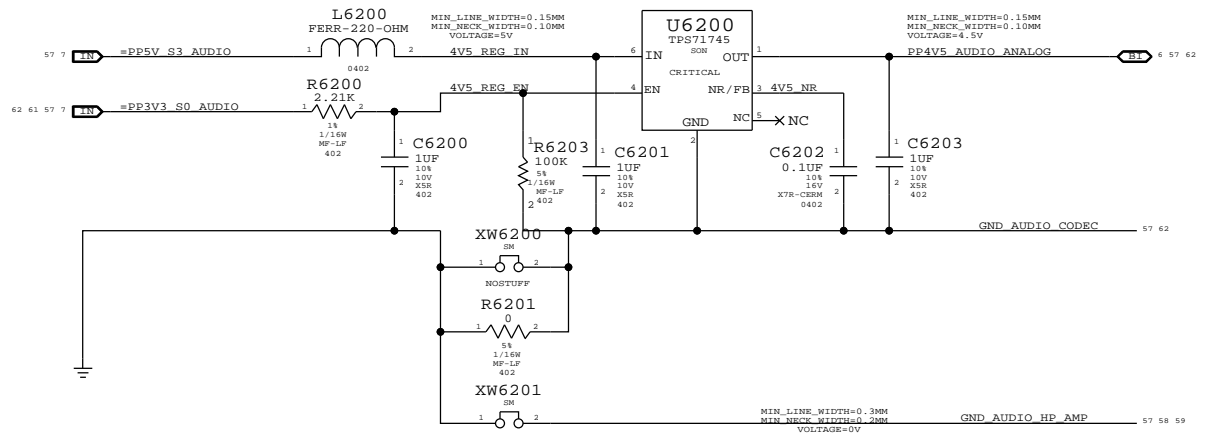 L6200
FERR-220-OHM
1 2
0402
MIN_LINE_WIDTH=0.15MM
MIN_NECK_WIDTH=0.10MM
VOLTAGE=5V
57 7 IN =PP5V_S3_AUDIO
4V5_REG_IN
U6200
TPS71745
SON
CRITICAL
6 IN
4 EN
OUT 1
NR/FB 3
NC 5 NC
GND
2
MIN_LINE_WIDTH=0.15MM
MIN_NECK_WIDTH=0.10MM
VOLTAGE=4.5V
PP4V5_AUDIO_ANALOG
BI 6 57 62
62 61 57 7 IN =PP3V3_S0_AUDIO
R6200
2.21K
1 2
1%
1/16W
MF-LF
402
4V5_REG_EN
4V5_NR
1
C6200
1UF
10%
10V
X5R
402
2
1
R6203
100K
5%
1/16W
MF-LF
402
2
1
C6201
1UF
10%
10V
X5R
402
2
1
C6202
0.1UF
10%
16V
X7R-CERM
0402
2
1
C6203
1UF
10%
10V
X5R
402
2
GND_AUDIO_CODEC 57 62
XW6200
SM
1 2
NOSTUFF
R6201
0
1 2
5%
1/16W
MF-LF
402
XW6201
SM
1 2
MIN_LINE_WIDTH=0.3MM
MIN_NECK_WIDTH=0.2MM
VOLTAGE=0V
GND_AUDIO_HP_AMP 57 58 59